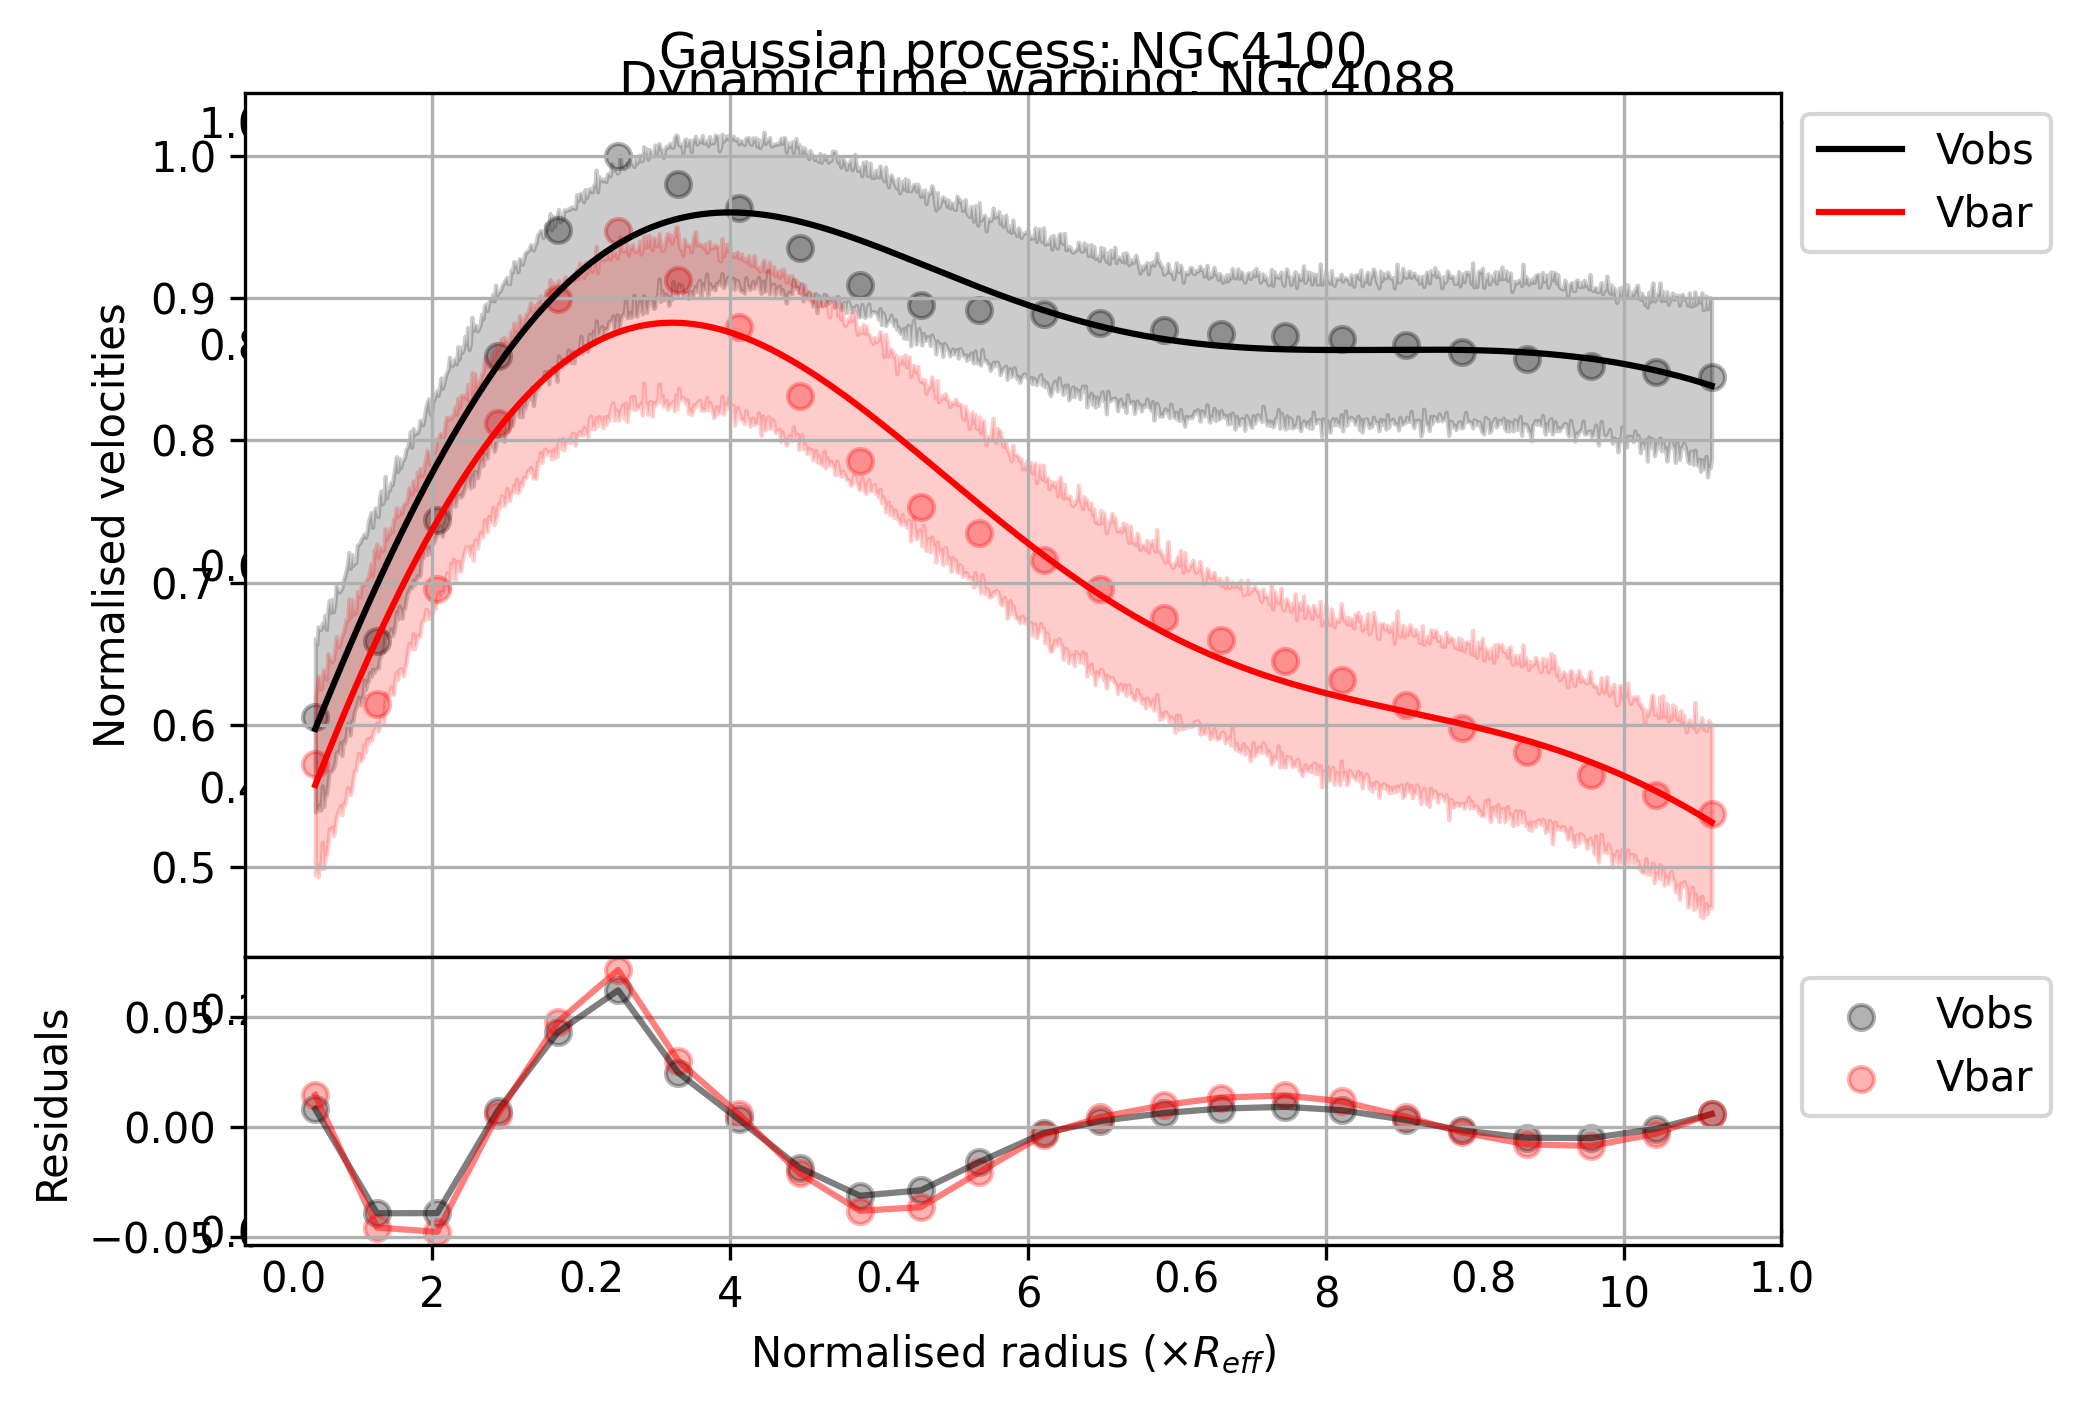 Gaussian process: NGC4100
Dynamic time warping: NGC4088
1.0
0.9
0.8
0.7
0.6
0.5
Normalised velocities
Vobs
Vbar
0.05
0.00
−0.05
Residuals
Vobs
Vbar
0.0 0.2 0.4 0.6 0.8 1.0
2 4 6 8 10
Normalised radius (×R_eff)